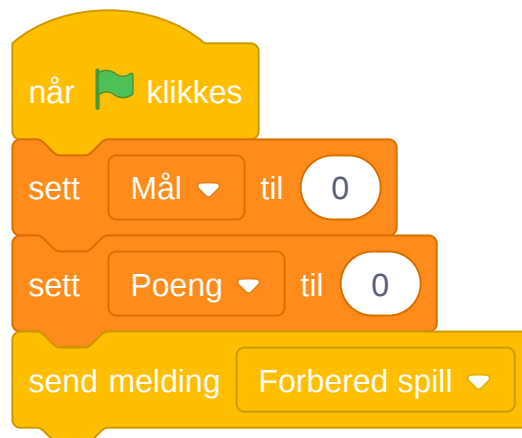 når klikkes
sett Mål til 0
sett Poeng til 0
send melding Forbered spill